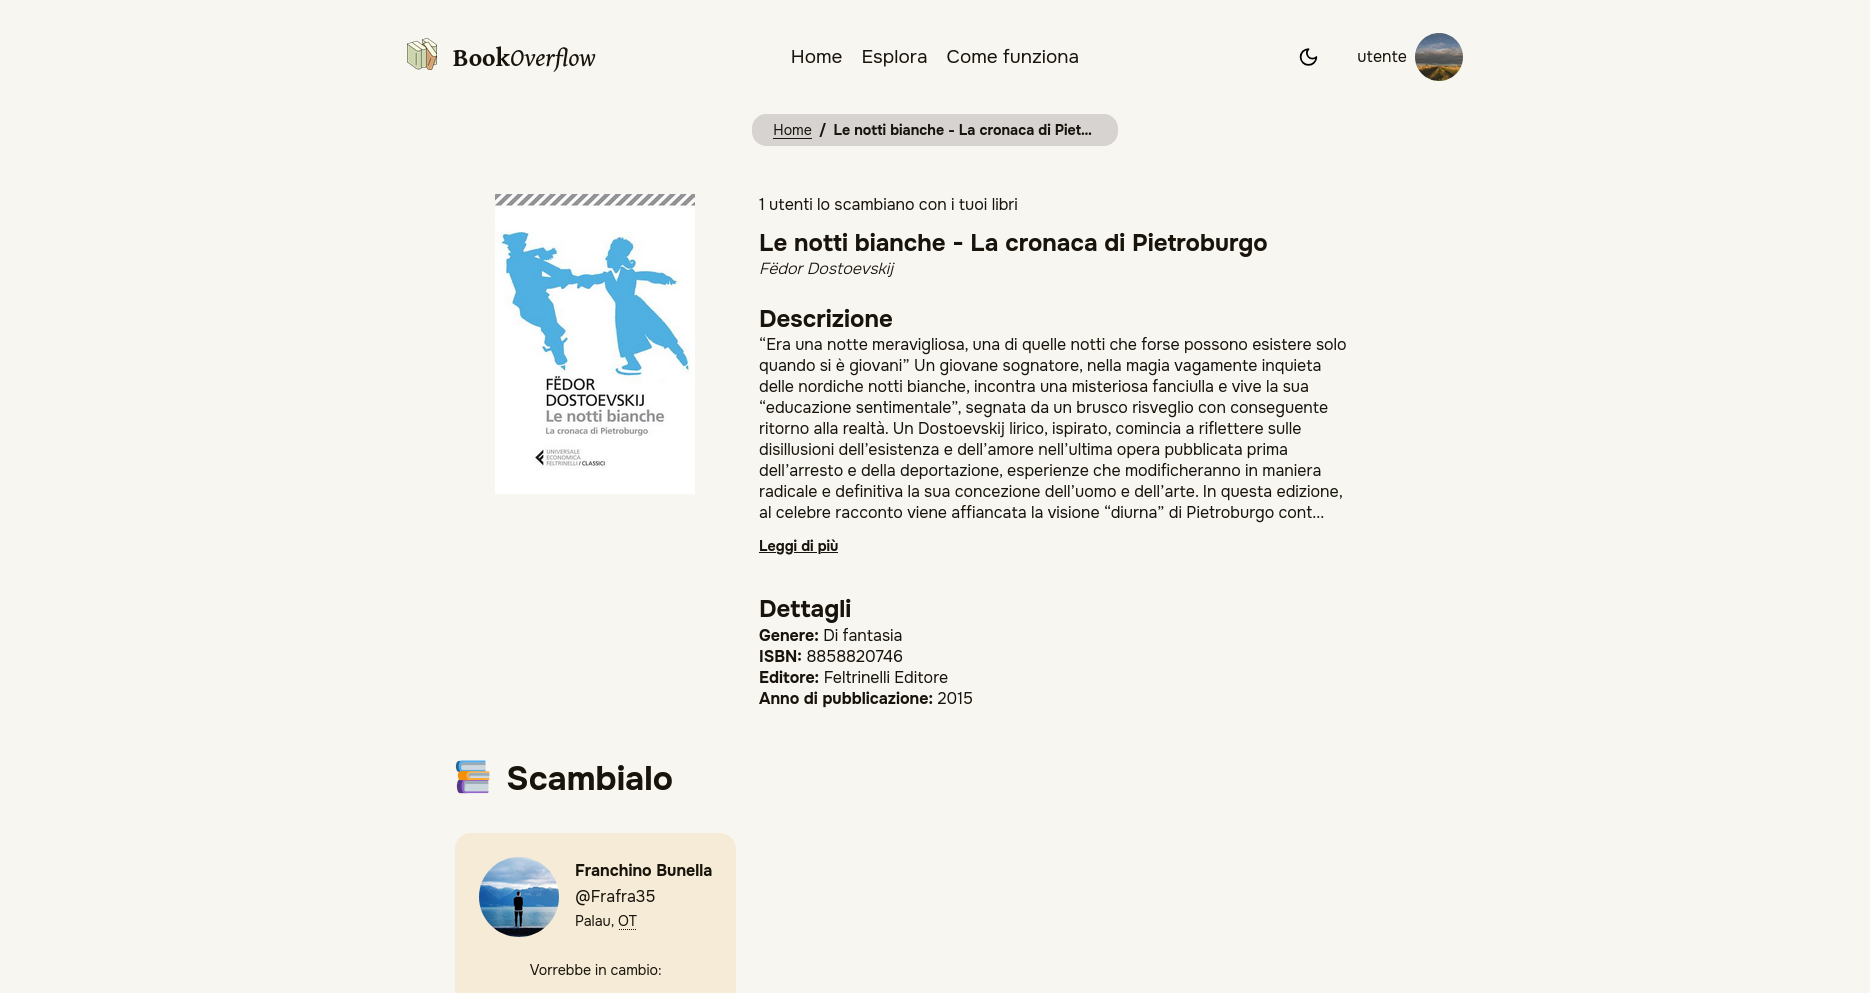 BookOverflow
Home Esplora Come funziona
utente
Home / Le notti bianche - La cronaca di Piet...
1 utenti lo scambiano con i tuoi libri
Le notti bianche - La cronaca di Pietroburgo
Fëdor Dostoevskij
FËDOR
DOSTOEVSKIJ
Le notti bianche
La cronaca di Pietroburgo
UNIVERSALE
ECONOMICA
FELTRINELLI/CLASSICI
Descrizione
“Era una notte meravigliosa, una di quelle notti che forse possono esistere solo
quando si è giovani” Un giovane sognatore, nella magia vagamente inquieta
delle nordiche notti bianche, incontra una misteriosa fanciulla e vive la sua
“educazione sentimentale”, segnata da un brusco risveglio con conseguente
ritorno alla realtà. Un Dostoevskij lirico, ispirato, comincia a riflettere sulle
disillusioni dell’esistenza e dell’amore nell’ultima opera pubblicata prima
dell’arresto e della deportazione, esperienze che modificheranno in maniera
radicale e definitiva la sua concezione dell’uomo e dell’arte. In questa edizione,
al celebre racconto viene affiancata la visione “diurna” di Pietroburgo cont...
Leggi di più
Dettagli
Genere: Di fantasia
ISBN: 8858820746
Editore: Feltrinelli Editore
Anno di pubblicazione: 2015
Scambialo
Franchino Bunella
@Frafra35
Palau, OT
Vorrebbe in cambio: